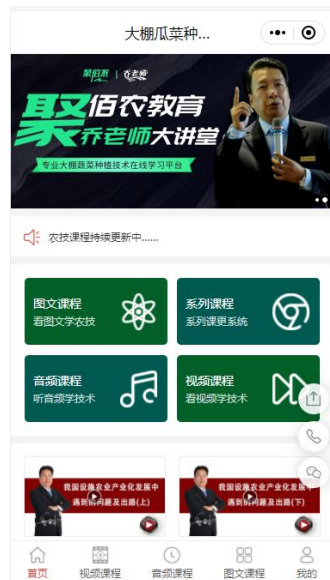 大棚瓜菜种...
聚佰农 | 乔老师
聚佰农教育
乔老师大讲堂
专业大棚蔬菜种植技术在线学习平台
农技课程持续更新中......
图文课程
看图文学农技
系列课程
系列课更系统
音频课程
听音频学技术
视频课程
看视频学技术
我国设施农业产业化发展中
遇到的问题及出路(上)
我国设施农业产业化发展中
遇到的问题及出路(下)
首页
视频课程
音频课程
图文课程
我的